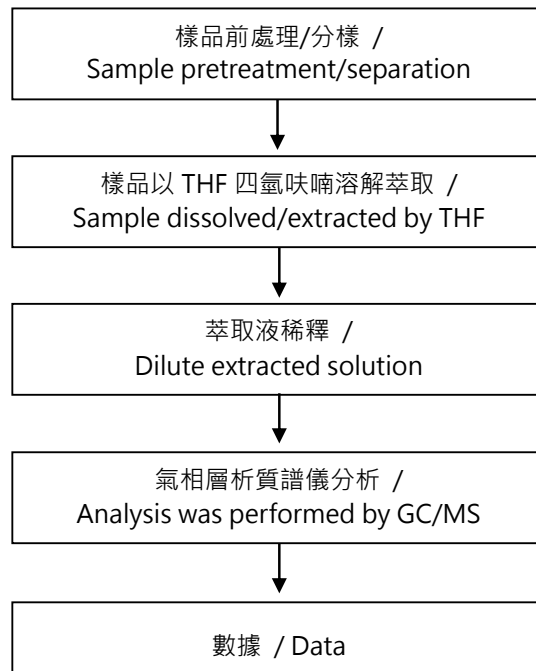 樣品前處理/分樣 /
Sample pretreatment/separation
樣品以 THF 四氫呋喃溶解萃取 /
Sample dissolved/extracted by THF
萃取液稀釋 /
Dilute extracted solution
氣相層析質譜儀分析 /
Analysis was performed by GC/MS
數據 / Data